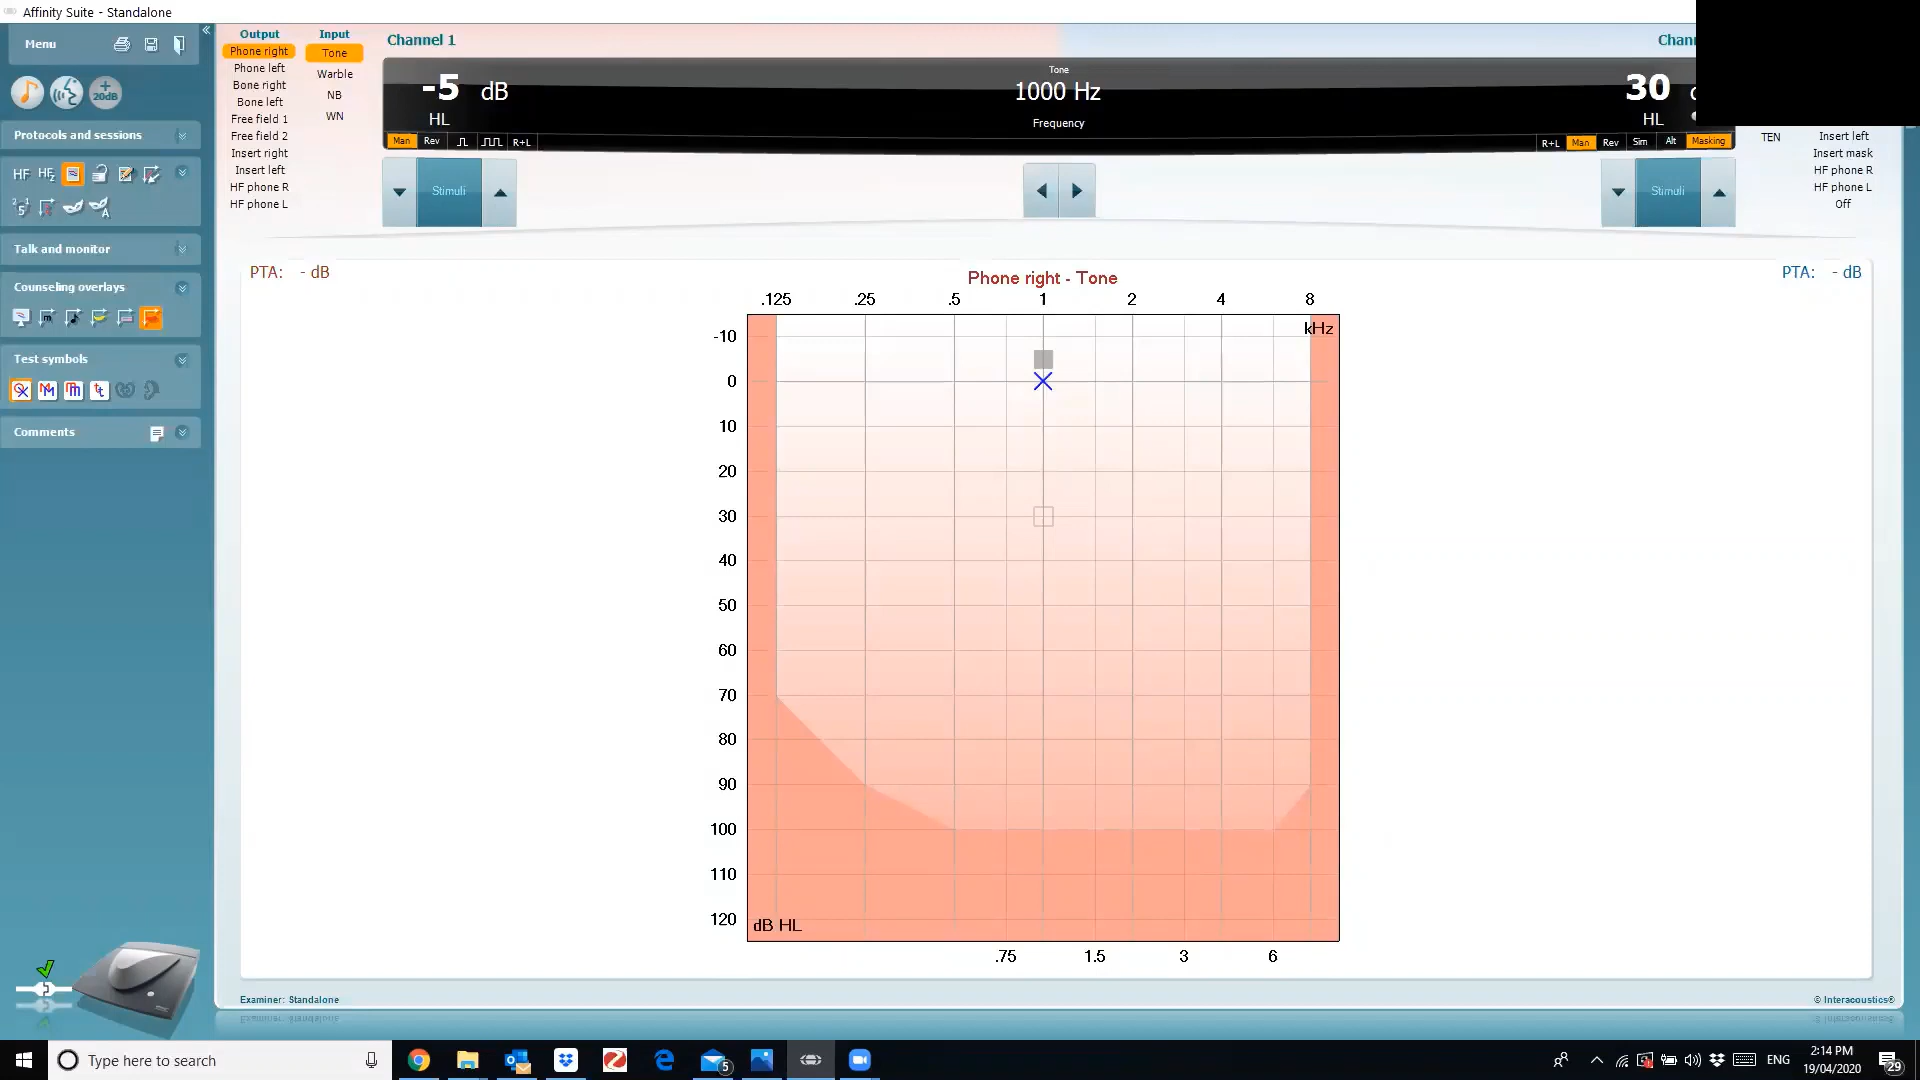 Affinity Suite - Standalone
Menu
+
20dB
Protocols and sessions
HF HFz
Talk and monitor
Counseling overlays
Test symbols
Comments
Output
Phone right
Phone left
Bone right
Bone left
Free field 1
Free field 2
Insert right
Insert left
HF phone R
HF phone L
Input
Tone
Warble
NB
WN
Channel 1
-5 dB
HL
Man Rev R+L
Tone
1000 Hz
Frequency
Chan
30
HL
R+L Man Rev Sim Alt Masking
TEN
Insert left
Insert mask
HF phone R
HF phone L
Off
Stimuli
Stimuli
PTA: - dB
PTA: - dB
Phone right - Tone
.125 .25 .5 1 2 4 8
kHz
-10
0
10
20
30
40
50
60
70
80
90
100
110
120
dB HL
.75 1.5 3 6
Examiner: Standalone
© Interacoustics®
Type here to search
5
ENG
2:14 PM
19/04/2020
29